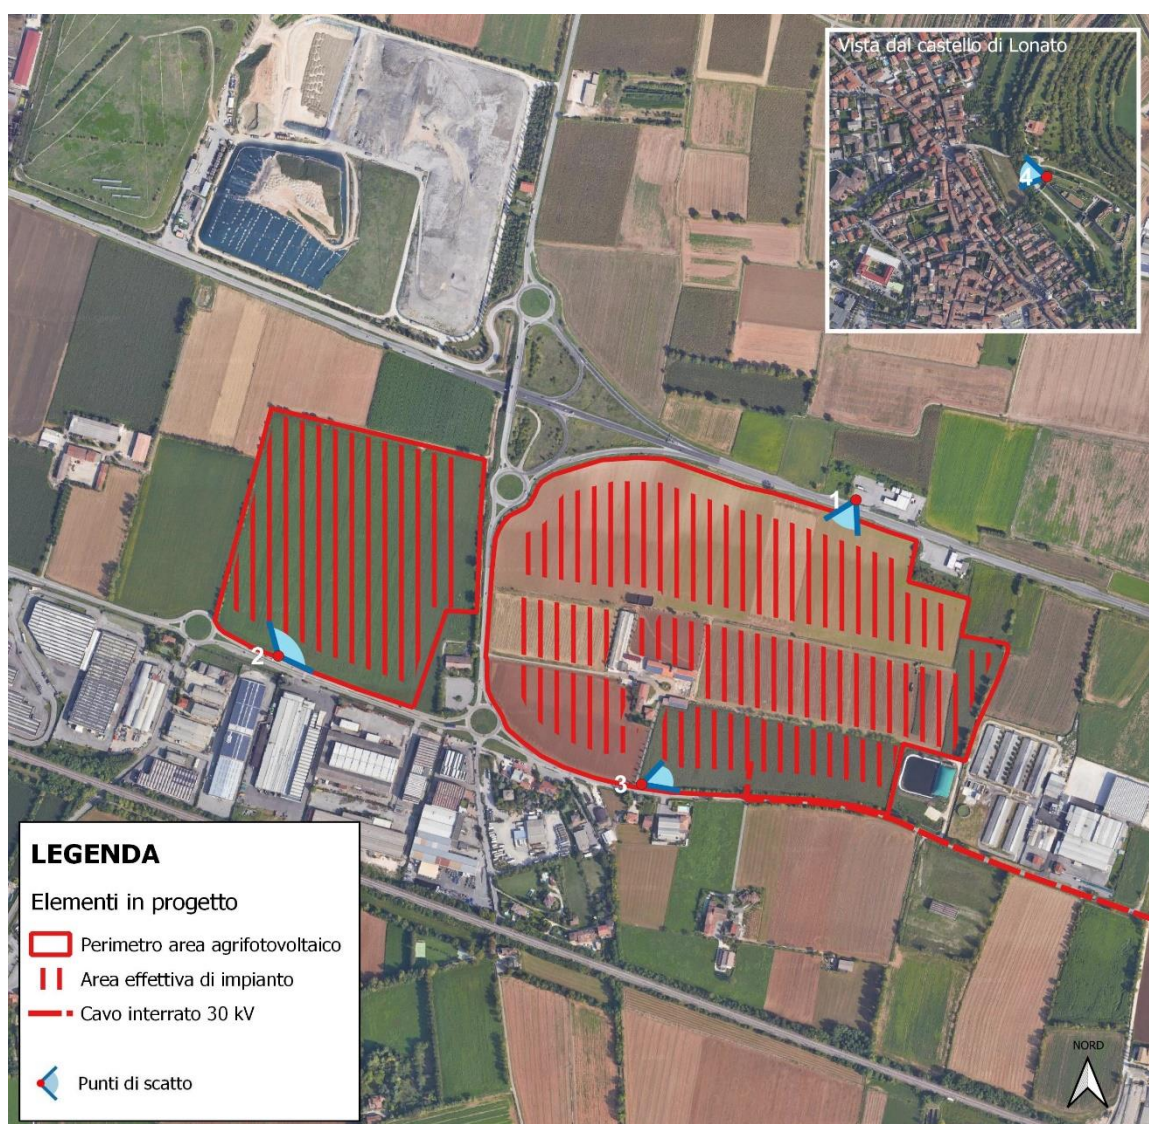 Vista dal castello di Lonato
4
1
2
3
LEGENDA
Elementi in progetto
Perimetro area agrifotovoltaico
Area effettiva di impianto
Cavo interrato 30 kV
Punti di scatto
NORD